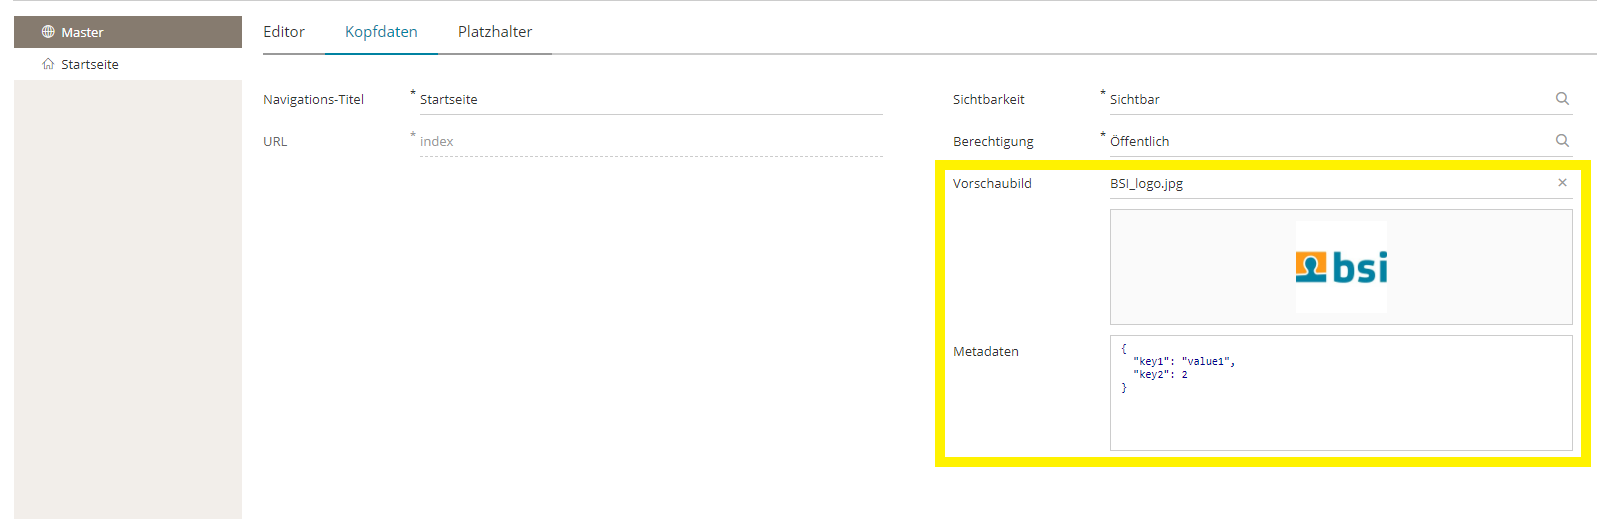 Master
Startseite
Editor Kopfdaten Platzhalter
Navigations-Titel * Startseite
URL * index
Sichtbarkeit * Sichtbar
Berechtigung * Öffentlich
Vorschaubild BSI_logo.jpg
bsi
Metadaten
{
"key1": "value1",
"key2": 2
}